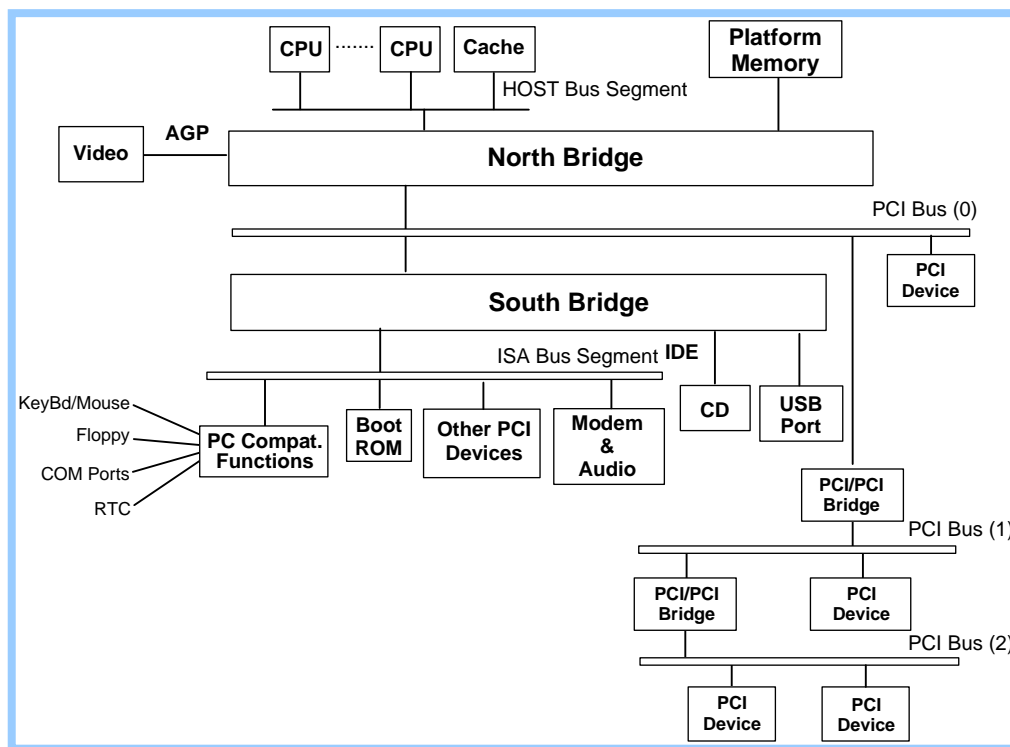 CPU ....... CPU
Cache
Platform
Memory
HOST Bus Segment
AGP
Video
North Bridge
PCI Bus (0)
PCI
Device
South Bridge
ISA Bus Segment
IDE
KeyBd/Mouse
Floppy
COM Ports
RTC
PC Compat.
Functions
Boot
ROM
Other PCI
Devices
Modem
&
Audio
CD
USB
Port
PCI/PCI
Bridge
PCI Bus (1)
PCI/PCI
Bridge
PCI
Device
PCI Bus (2)
PCI
Device
PCI
Device